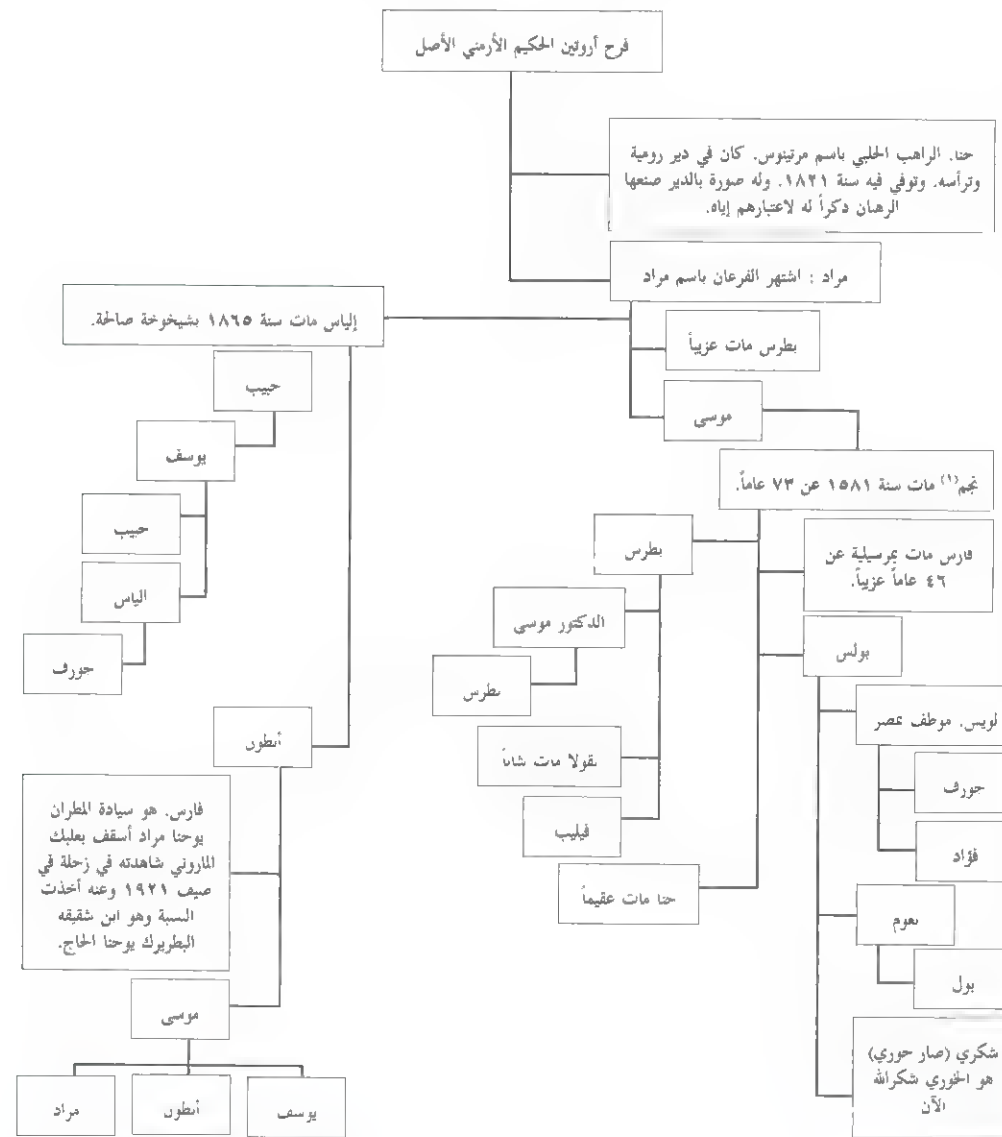 فرح أروتين الحكيم الأرمني الأصل
حنا. الراهب الحلبي باسم مرتينوس. كان في دير رومية
وترأسه. وتوفي فيه سنة ١٨٢١. وله صورة بالدير صنعها
الرهبان ذكراً له لاعتبارهم إياه.
مراد : اشتهر الفرعان باسم مراد
إلياس مات سنة ١٨٦٥ بشيخوخة صالحة.
بطرس مات عزيباً
حبيب
موسى
يوسف
نجم(١) مات سنة ١٥٨١ عن ٧٣ عاماً.
حبيب
بطرس
فارس مات بمرسيلية عن
٤٦ عاماً عزيباً.
الياس
الدكتور موسى
جورف
بولس
بطرس
لويس. موظف بمصر
أنطون
نقولا مات شاباً
جورف
فارس. هو سيادة المطران
يوحنا مراد أسقف بعلبك
الماروني شاهدته في زحلة في
صيف ١٩٢١ وعنه أخذت
النسبة وهو ابن شقيقه
البطريرك يوحنا الحاج.
فيليب
فؤاد
حنا مات عقيماً
نعوم
بول
موسى
شكري (صار خوري)
هو الخوري شكرالله
الآن
يوسف
أنطون
مراد